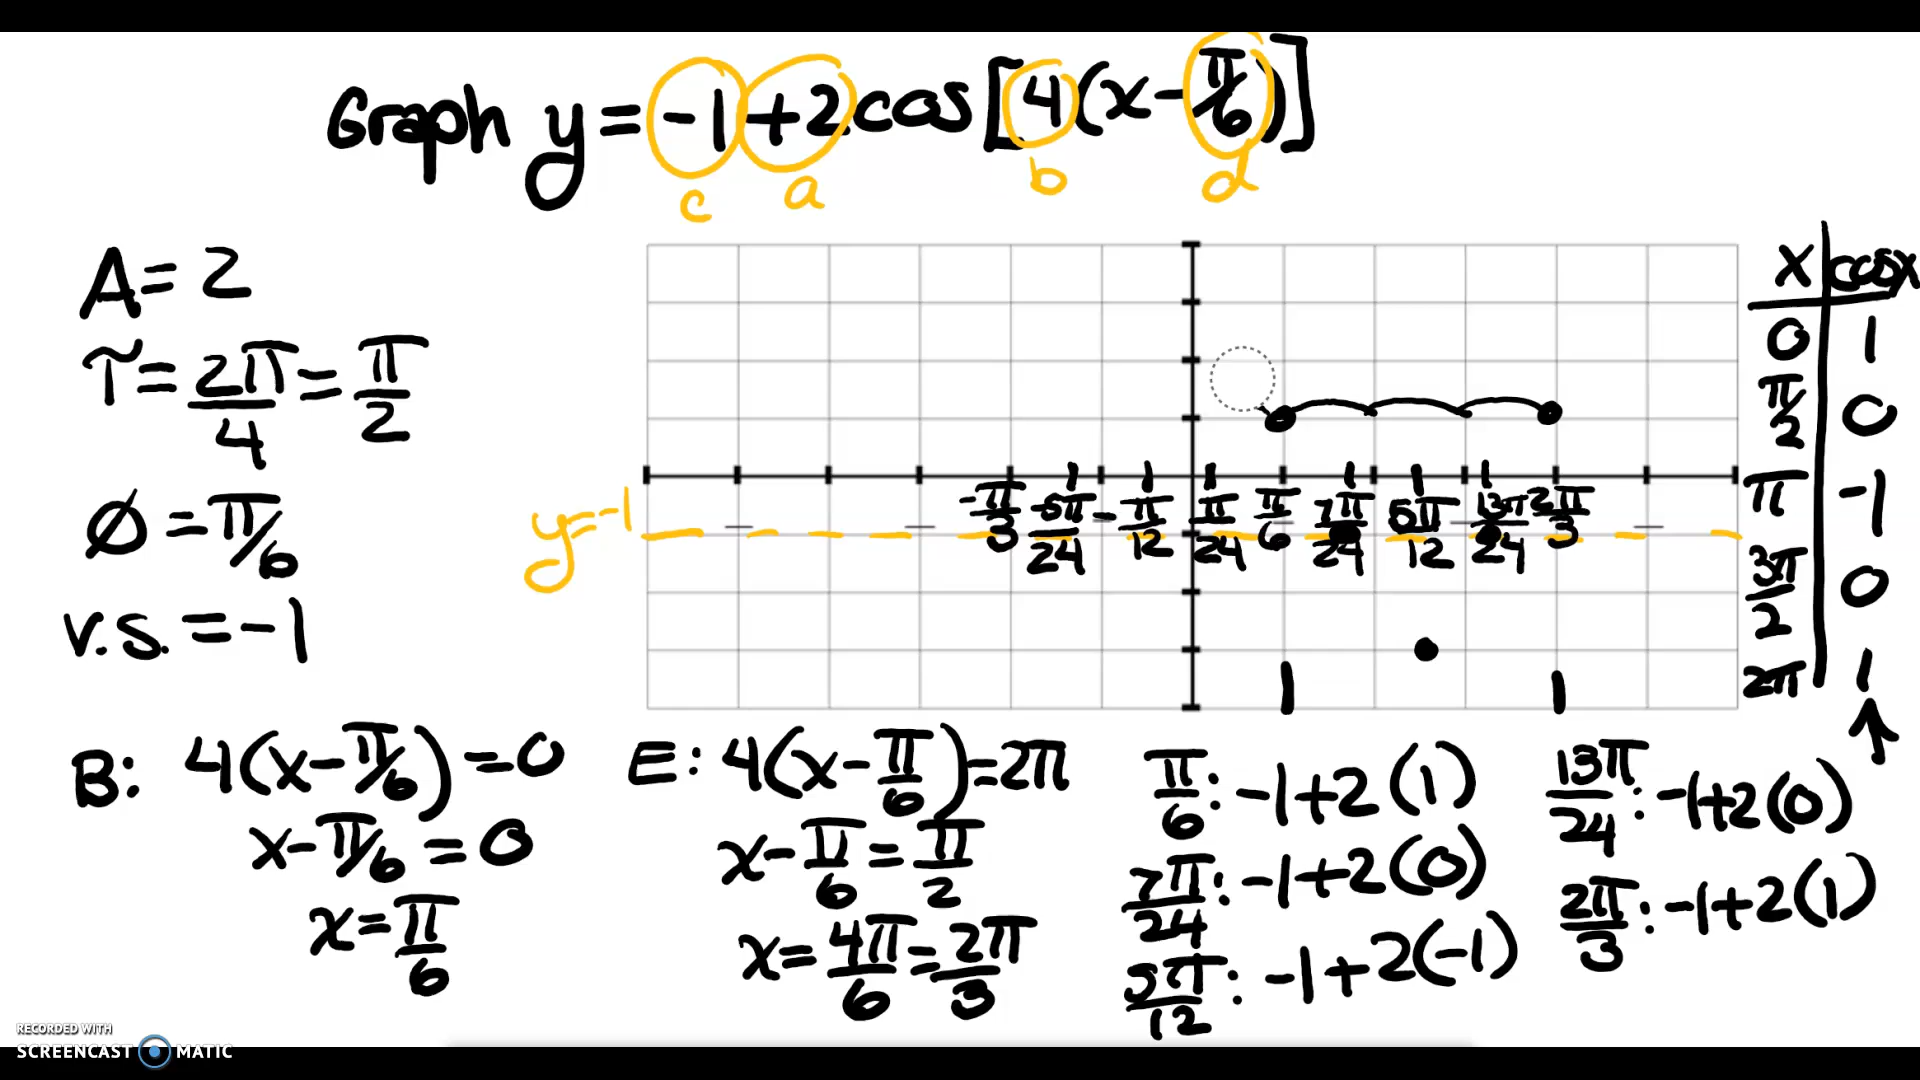 Graph y = -1 +2 cos[4(x - π/6)]
c a b d
A = 2
T = 2π/4 = π/2
Ø = π/6
v.s. = -1
y = -1
-π/3 -5π/24 -π/12 π/24 π/6 7π/24 5π/12 13π/24 2π/3
x cosx
0 1
π/2 0
π -1
3π/2 0
2π 1
B: 4(x - π/6) = 0
x - π/6 = 0
x = π/6
E: 4(x - π/6) = 2π
x - π/6 = π/2
x = 4π/6 = 2π/3
π/6: -1 + 2(1)
7π/24: -1 + 2(0)
5π/12: -1 + 2(-1)
13π/24: -1 + 2(0)
2π/3: -1 + 2(1)
RECORDED WITH
SCREENCAST MATIC